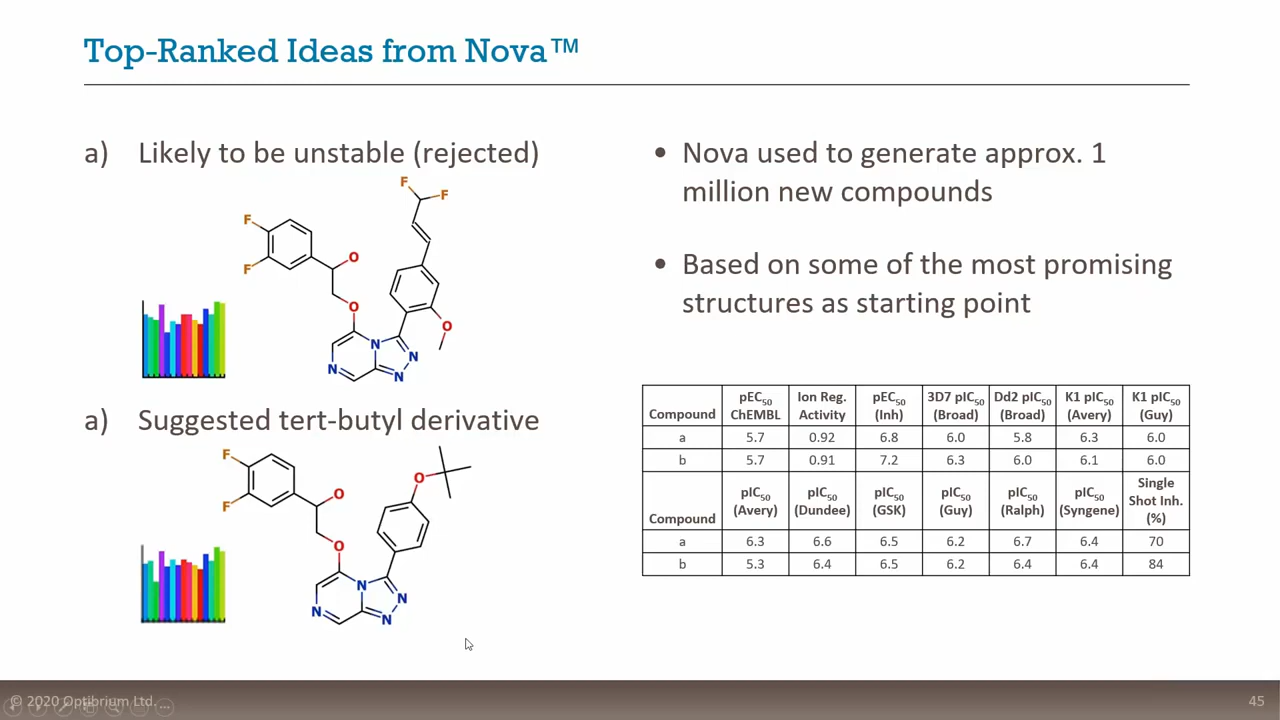 Top-Ranked Ideas from Nova™
a) Likely to be unstable (rejected)
F
F
F
F
O
O
O
N
N
N
N
a) Suggested tert-butyl derivative
F
F
O
O
O
N
N
N
N
• Nova used to generate approx. 1
million new compounds
• Based on some of the most promising
structures as starting point
Compound pEC50 ChEMBL Ion Reg. Activity pEC50 (Inh) 3D7 pIC50 (Broad) Dd2 pIC50 (Broad) K1 pIC50 (Avery) K1 pIC50 (Guy)
a 5.7 0.92 6.8 6.0 5.8 6.3 6.0
b 5.7 0.91 7.2 6.3 6.0 6.1 6.0
Compound pIC50 (Avery) pIC50 (Dundee) pIC50 (GSK) pIC50 (Guy) pIC50 (Ralph) pIC50 (Syngene) Single Shot Inh. (%)
a 6.3 6.6 6.5 6.2 6.7 6.4 70
b 5.3 6.4 6.5 6.2 6.4 6.4 84
© 2020 Optibrium Ltd.
45